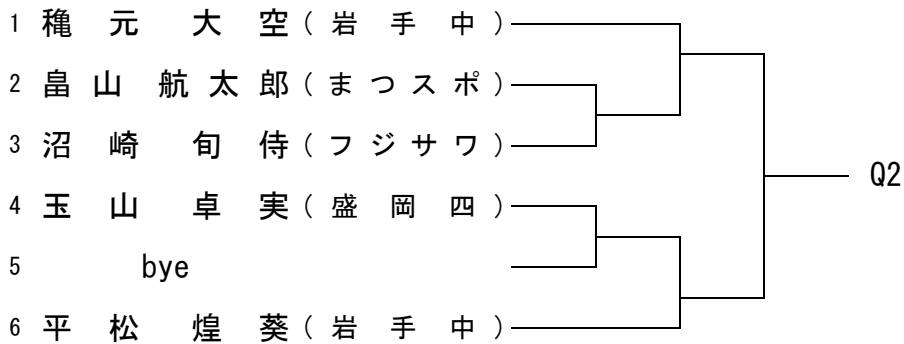 1 穐元大空(岩手中)
2 畠山航太郎(まつスポ)
3 沼崎旬侍(フジサワ)
Q2
4 玉山卓実(盛岡四)
5 bye
6 平松煌葵(岩手中)